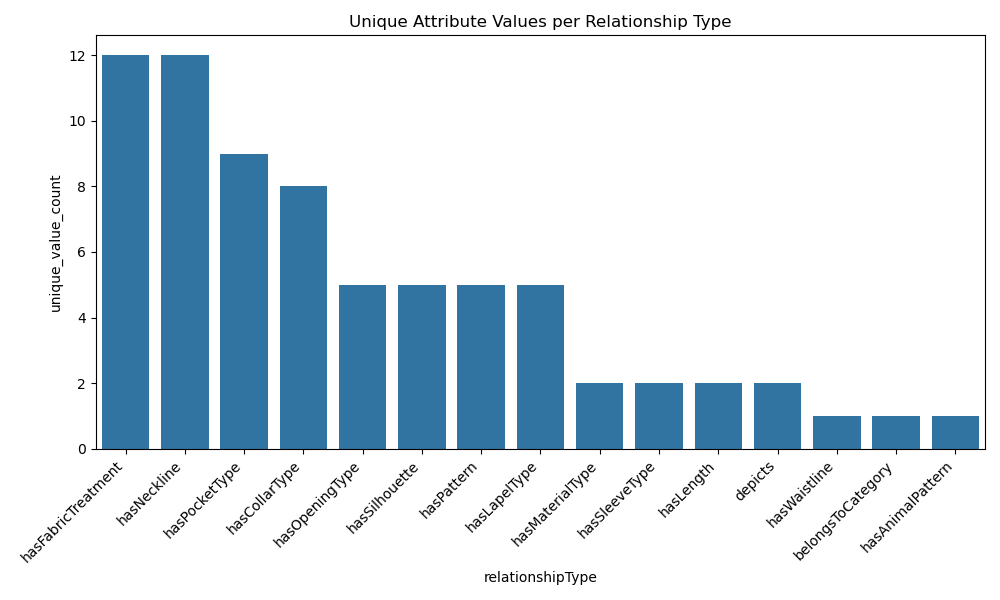 Unique Attribute Values per Relationship Type
unique_value_count
12
10
8
6
4
2
0
hasFabricTreatment
hasNeckline
hasPocketType
hasCollarType
hasOpeningType
hasSilhouette
hasPattern
hasLapelType
hasMaterialType
hasSleeveType
hasLength
depicts
hasWaistline
belongsToCategory
hasAnimalPattern
relationshipType